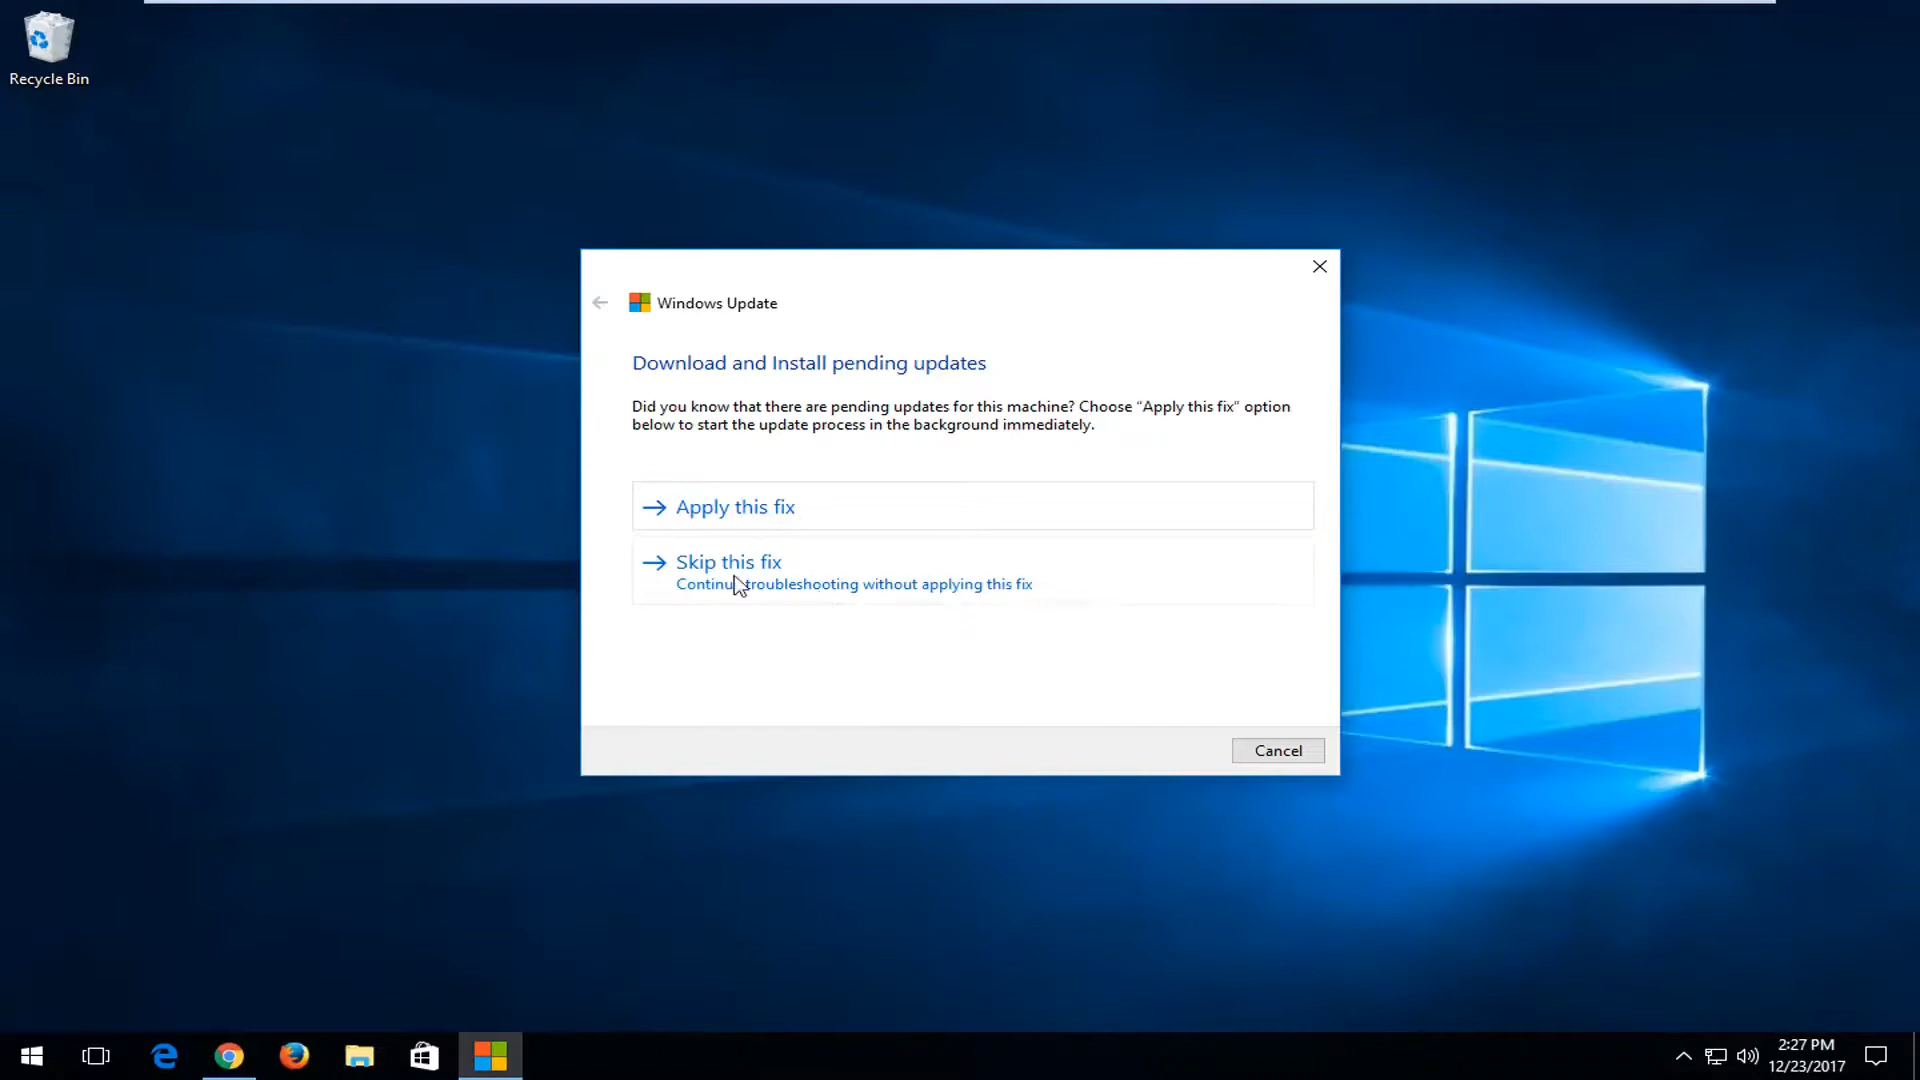 Recycle Bin
Windows Update
Download and Install pending updates
Did you know that there are pending updates for this machine? Choose “Apply this fix” option
below to start the update process in the background immediately.
Apply this fix
Skip this fix
Continue troubleshooting without applying this fix
Cancel
2:27 PM
12/23/2017